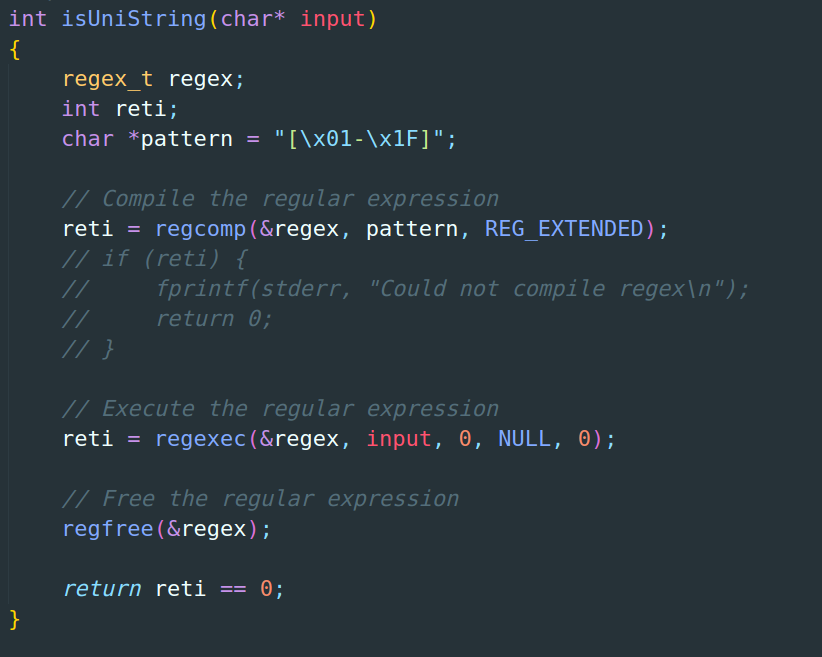 int isUniString(char* input)
{
    regex_t regex;
    int reti;
    char *pattern = "[\x01-\x1F]";

    // Compile the regular expression
    reti = regcomp(&regex, pattern, REG_EXTENDED);
    // if (reti) {
    //     fprintf(stderr, "Could not compile regex\n");
    //     return 0;
    // }

    // Execute the regular expression
    reti = regexec(&regex, input, 0, NULL, 0);

    // Free the regular expression
    regfree(&regex);

    return reti == 0;
}